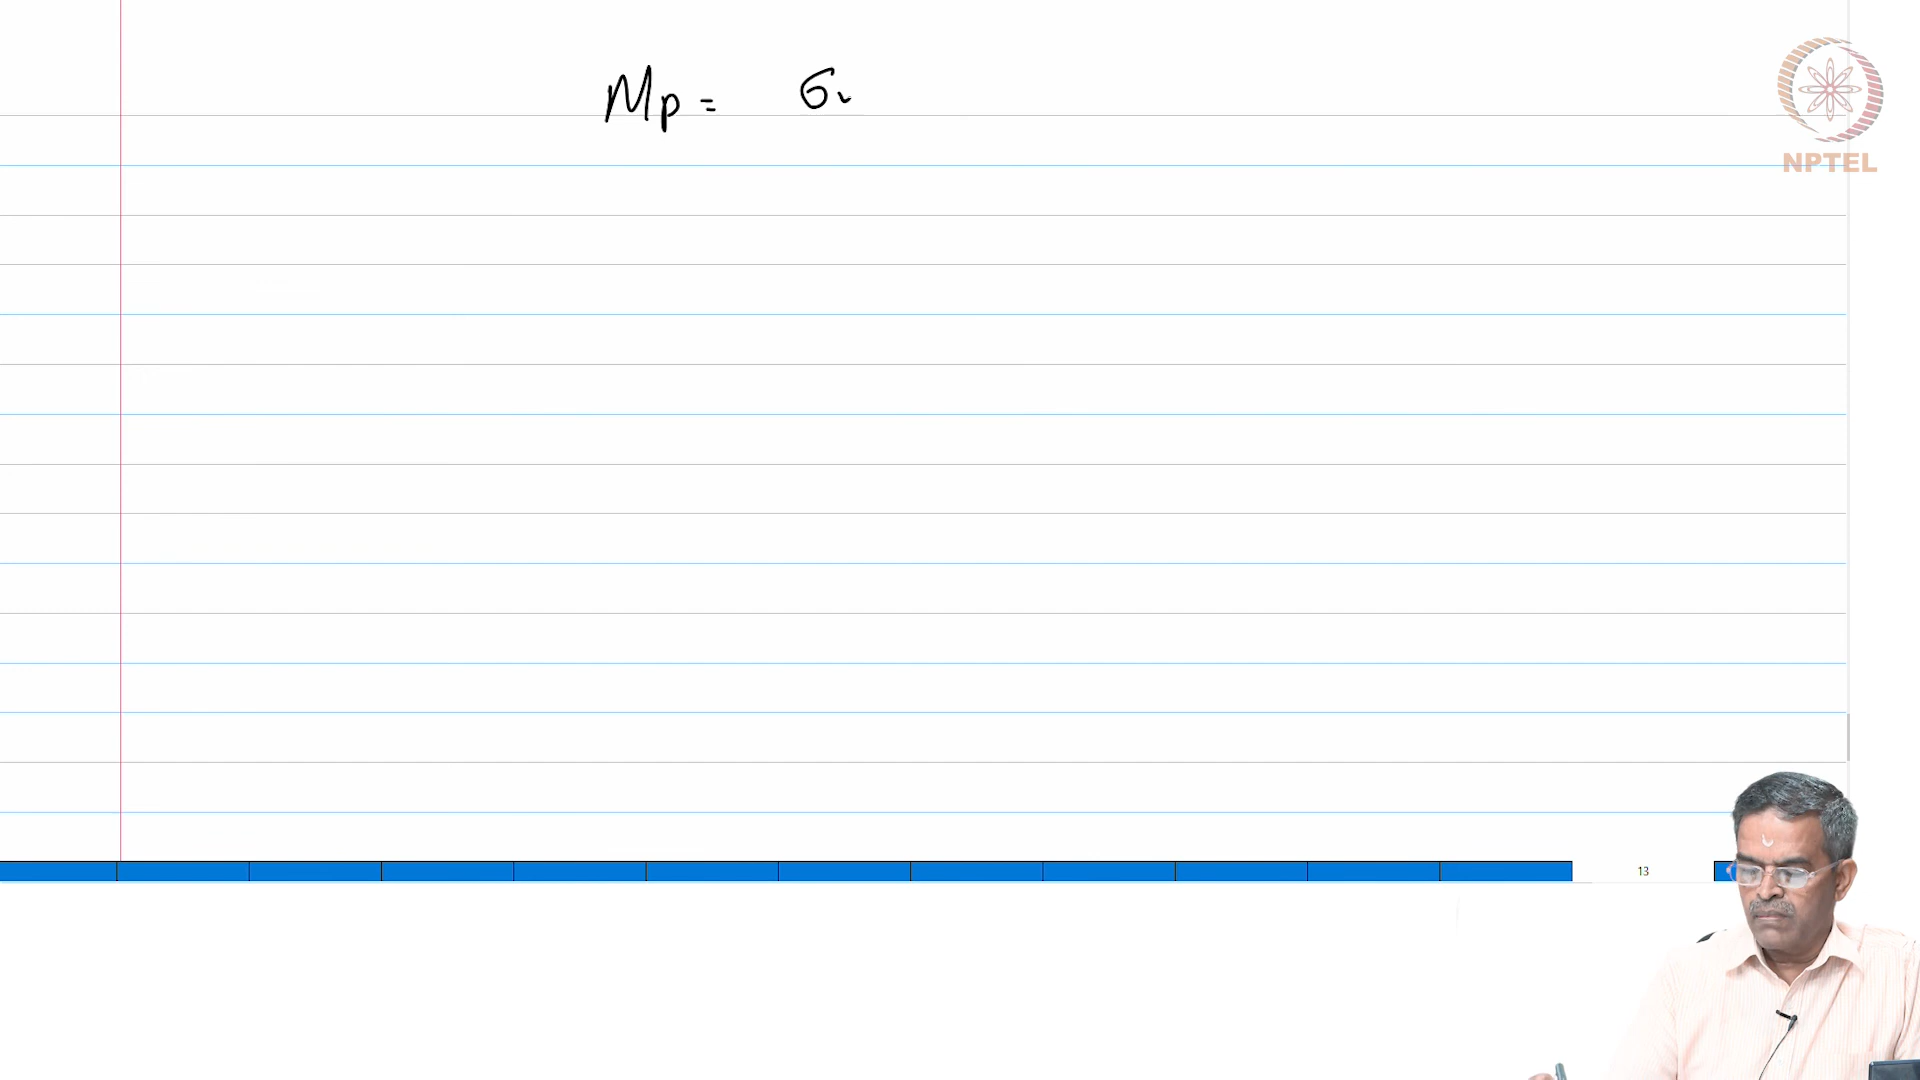 Mp = σ
NPTEL
13